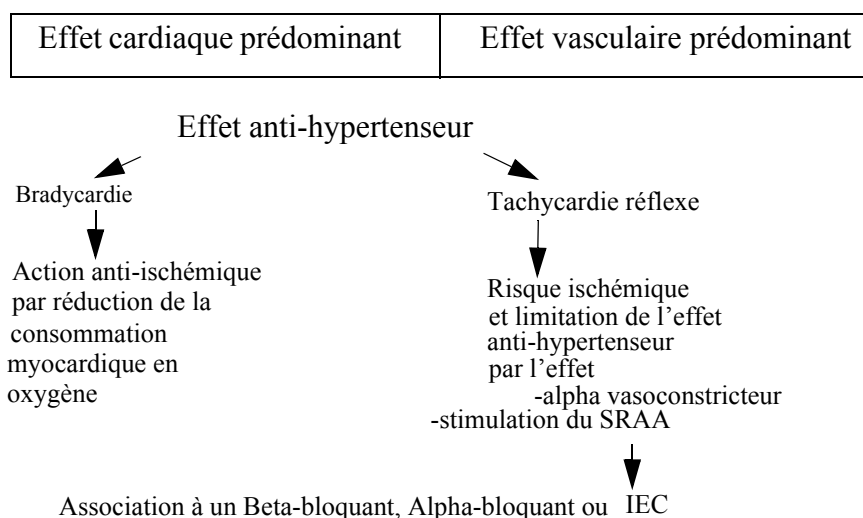 Effet cardiaque prédominant
Effet vasculaire prédominant
Effet anti-hypertenseur
Bradycardie
Action anti-ischémique
par réduction de la
consommation
myocardique en
oxygène
Tachycardie réflexe
Risque ischémique
et limitation de l’effet
anti-hypertenseur
par l’effet
-alpha vasoconstricteur
-stimulation du SRAA
Association à un Beta-bloquant, Alpha-bloquant ou IEC